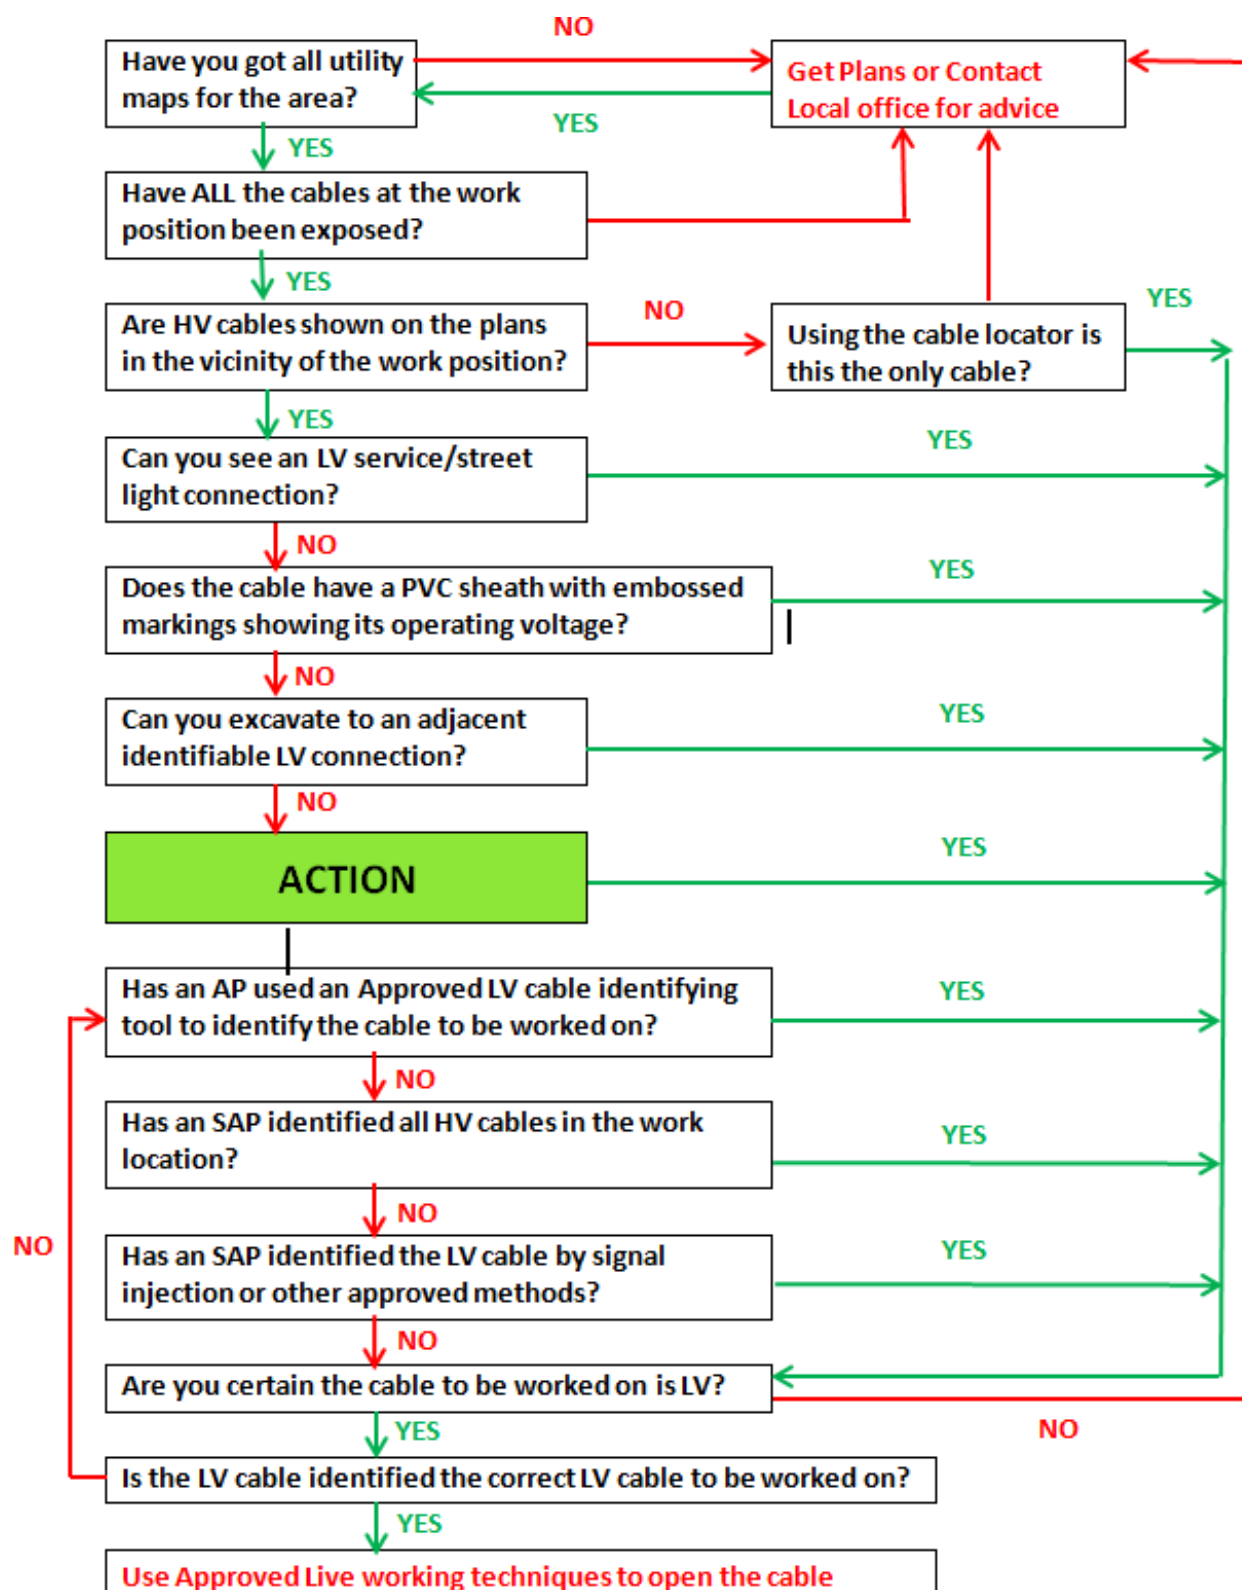 NO
Have you got all utility
maps for the area?
Get Plans or Contact
Local office for advice
YES
YES
Have ALL the cables at the work
position been exposed?
YES
Are HV cables shown on the plans
in the vicinity of the work position?
NO
Using the cable locator is
this the only cable?
YES
YES
Can you see an LV service/street
light connection?
YES
NO
Does the cable have a PVC sheath with embossed
markings showing its operating voltage?
YES
NO
Can you excavate to an adjacent
identifiable LV connection?
YES
NO
ACTION
YES
Has an AP used an Approved LV cable identifying
tool to identify the cable to be worked on?
YES
NO
Has an SAP identified all HV cables in the work
location?
YES
NO
Has an SAP identified the LV cable by signal
injection or other approved methods?
YES
NO
NO
Are you certain the cable to be worked on is LV?
NO
YES
Is the LV cable identified the correct LV cable to be worked on?
YES
Use Approved Live working techniques to open the cable